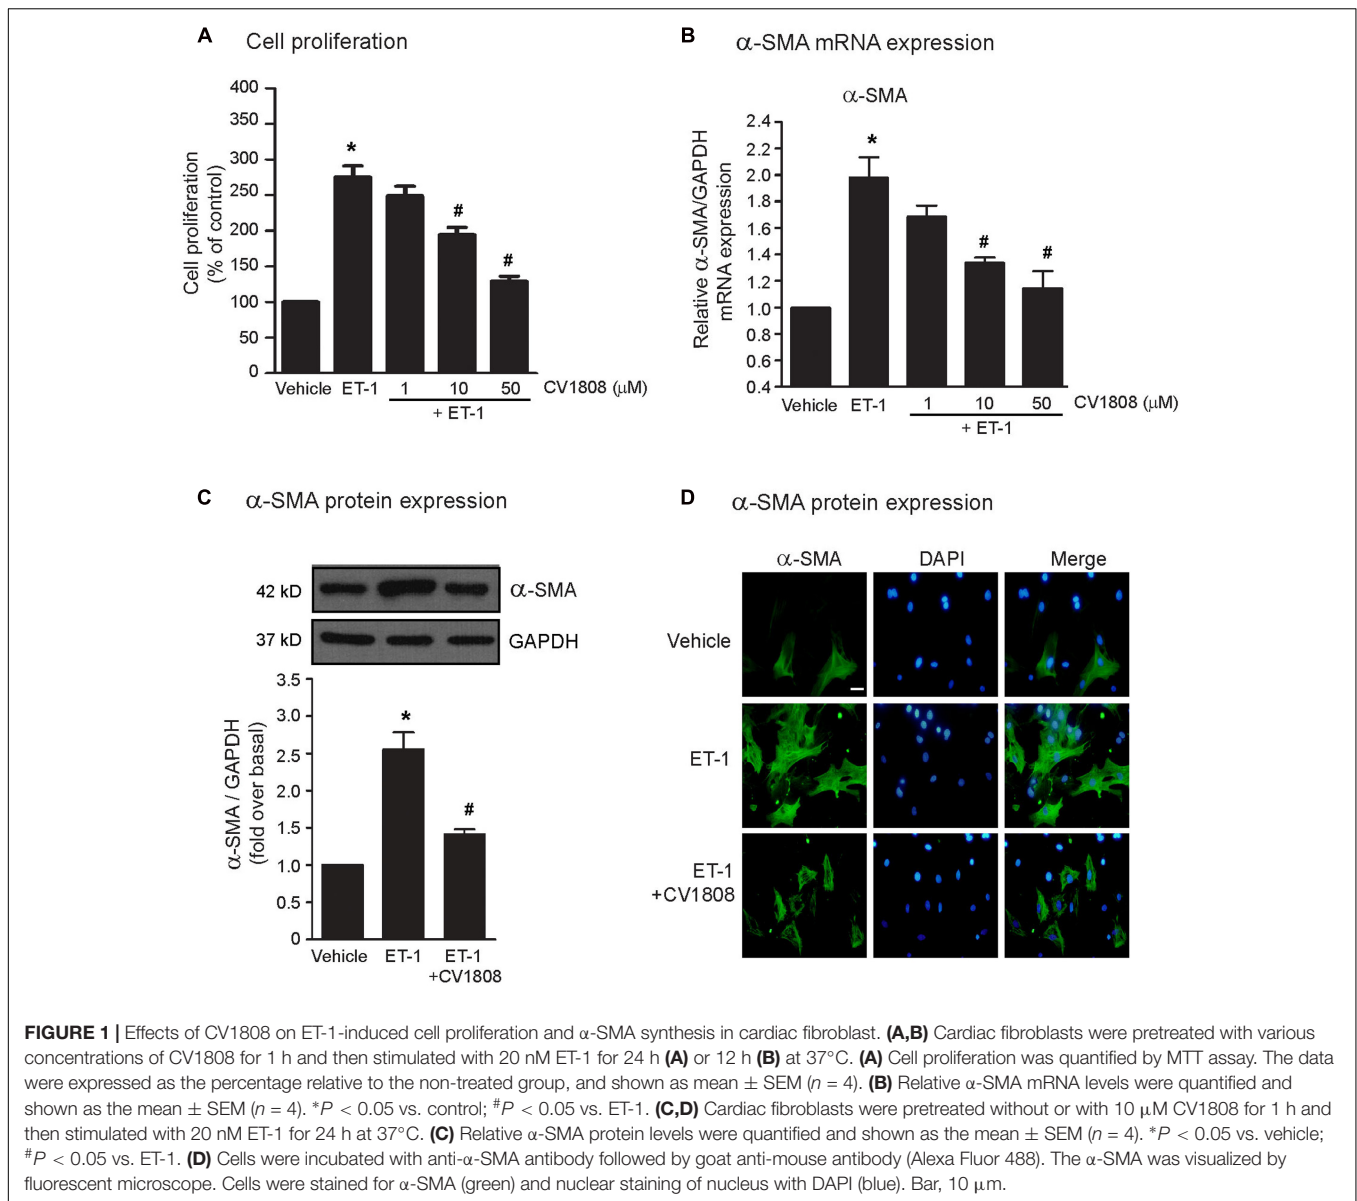 A Cell proliferation
400
350
300
250
200
150
100
50
0
Cell proliferation
(% of control)
*
#
#
Vehicle ET-1 1 10 50 CV1808 (μM)
+ ET-1
B α-SMA mRNA expression
α-SMA
2.4
2.2
2.0
1.8
1.6
1.4
1.2
1.0
0.8
0.6
0.4
Relative α-SMA/GAPDH
mRNA expression
*
#
#
Vehicle ET-1 1 10 50 CV1808 (μM)
+ ET-1
C α-SMA protein expression
42 kD α-SMA
37 kD GAPDH
3.5
3.0
2.5
2.0
1.5
1.0
0.5
0
α-SMA / GAPDH
(fold over basal)
*
#
Vehicle ET-1 ET-1
+CV1808
D α-SMA protein expression
α-SMA DAPI Merge
Vehicle
ET-1
ET-1
+CV1808
FIGURE 1 | Effects of CV1808 on ET-1-induced cell proliferation and α-SMA synthesis in cardiac fibroblast. (A,B) Cardiac fibroblasts were pretreated with various
concentrations of CV1808 for 1 h and then stimulated with 20 nM ET-1 for 24 h (A) or 12 h (B) at 37°C. (A) Cell proliferation was quantified by MTT assay. The data
were expressed as the percentage relative to the non-treated group, and shown as mean ± SEM (n = 4). (B) Relative α-SMA mRNA levels were quantified and
shown as the mean ± SEM (n = 4). *P < 0.05 vs. control; #P < 0.05 vs. ET-1. (C,D) Cardiac fibroblasts were pretreated without or with 10 μM CV1808 for 1 h and
then stimulated with 20 nM ET-1 for 24 h at 37°C. (C) Relative α-SMA protein levels were quantified and shown as the mean ± SEM (n = 4). *P < 0.05 vs. vehicle;
#P < 0.05 vs. ET-1. (D) Cells were incubated with anti-α-SMA antibody followed by goat anti-mouse antibody (Alexa Fluor 488). The α-SMA was visualized by
fluorescent microscope. Cells were stained for α-SMA (green) and nuclear staining of nucleus with DAPI (blue). Bar, 10 μm.